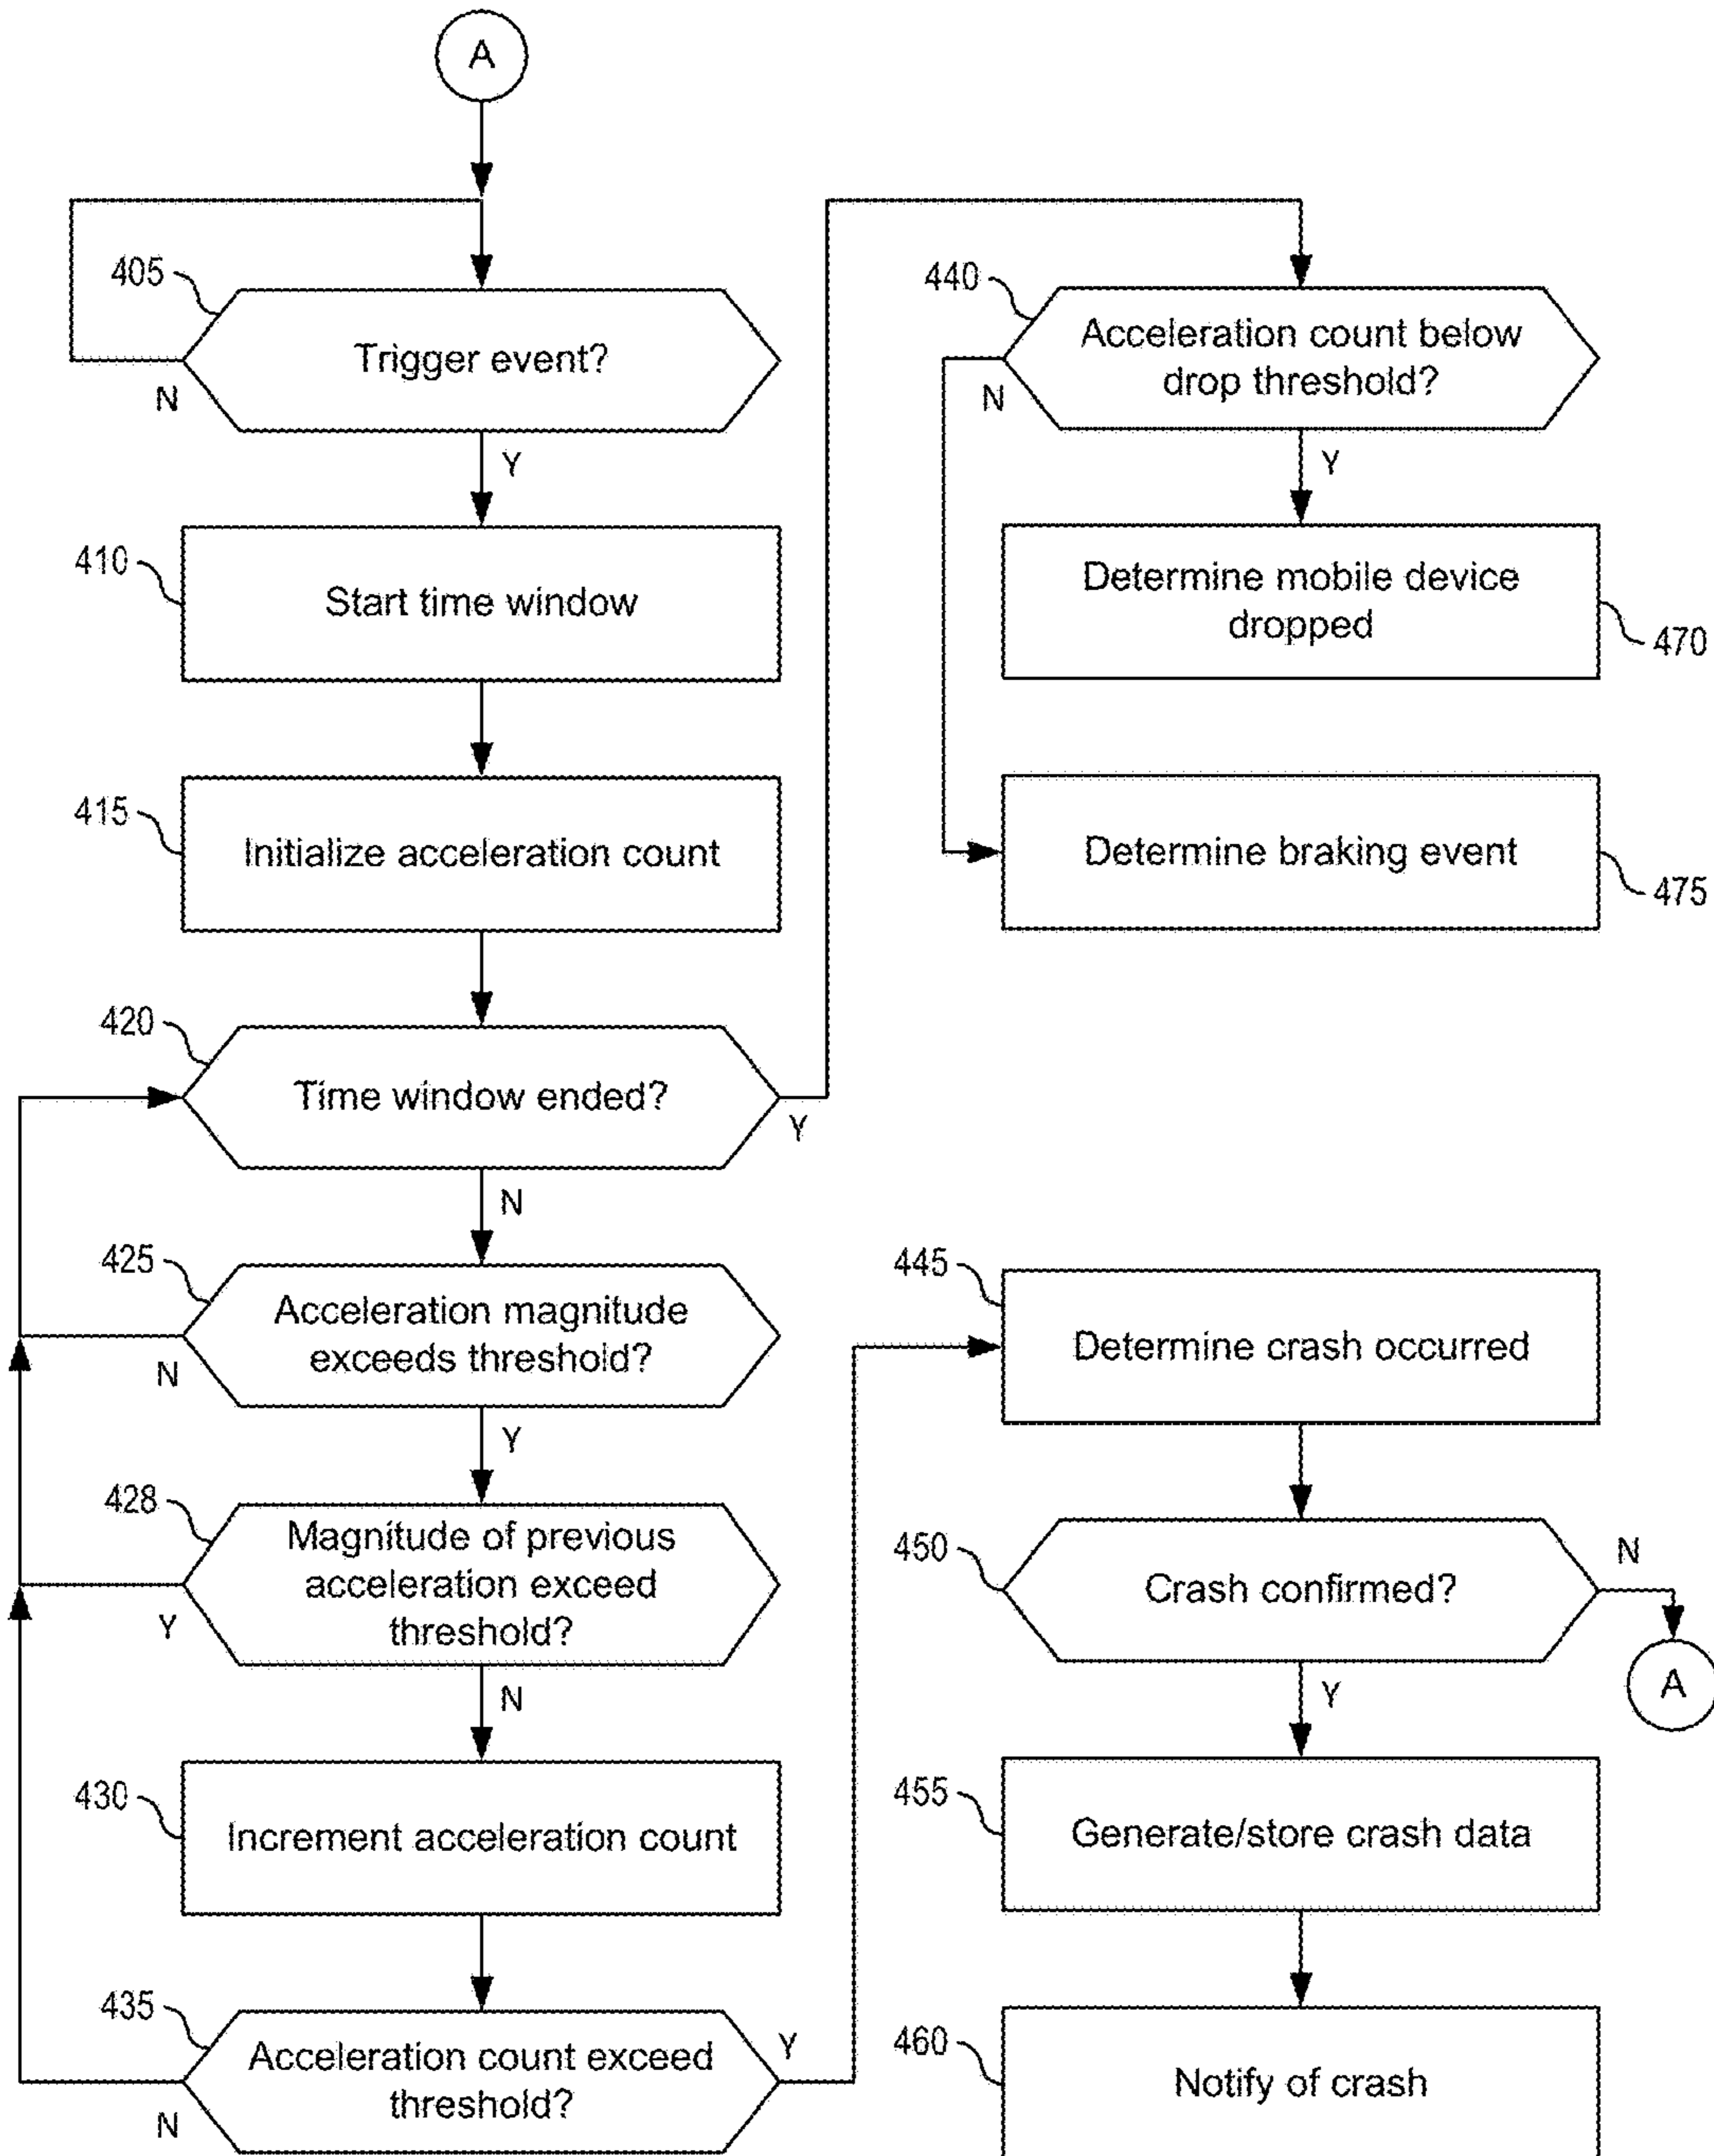 A
405
Trigger event?
N
Y
410
Start time window
415
Initialize acceleration count
420
Time window ended?
Y
N
425
Acceleration magnitude
exceeds threshold?
N
Y
428
Magnitude of previous
acceleration exceed
threshold?
Y
N
430
Increment acceleration count
435
Acceleration count exceed
threshold?
Y
N
440
Acceleration count below
drop threshold?
N
Y
Determine mobile device
dropped
470
Determine braking event
475
445
Determine crash occurred
450
Crash confirmed?
N
A
Y
455
Generate/store crash data
460
Notify of crash